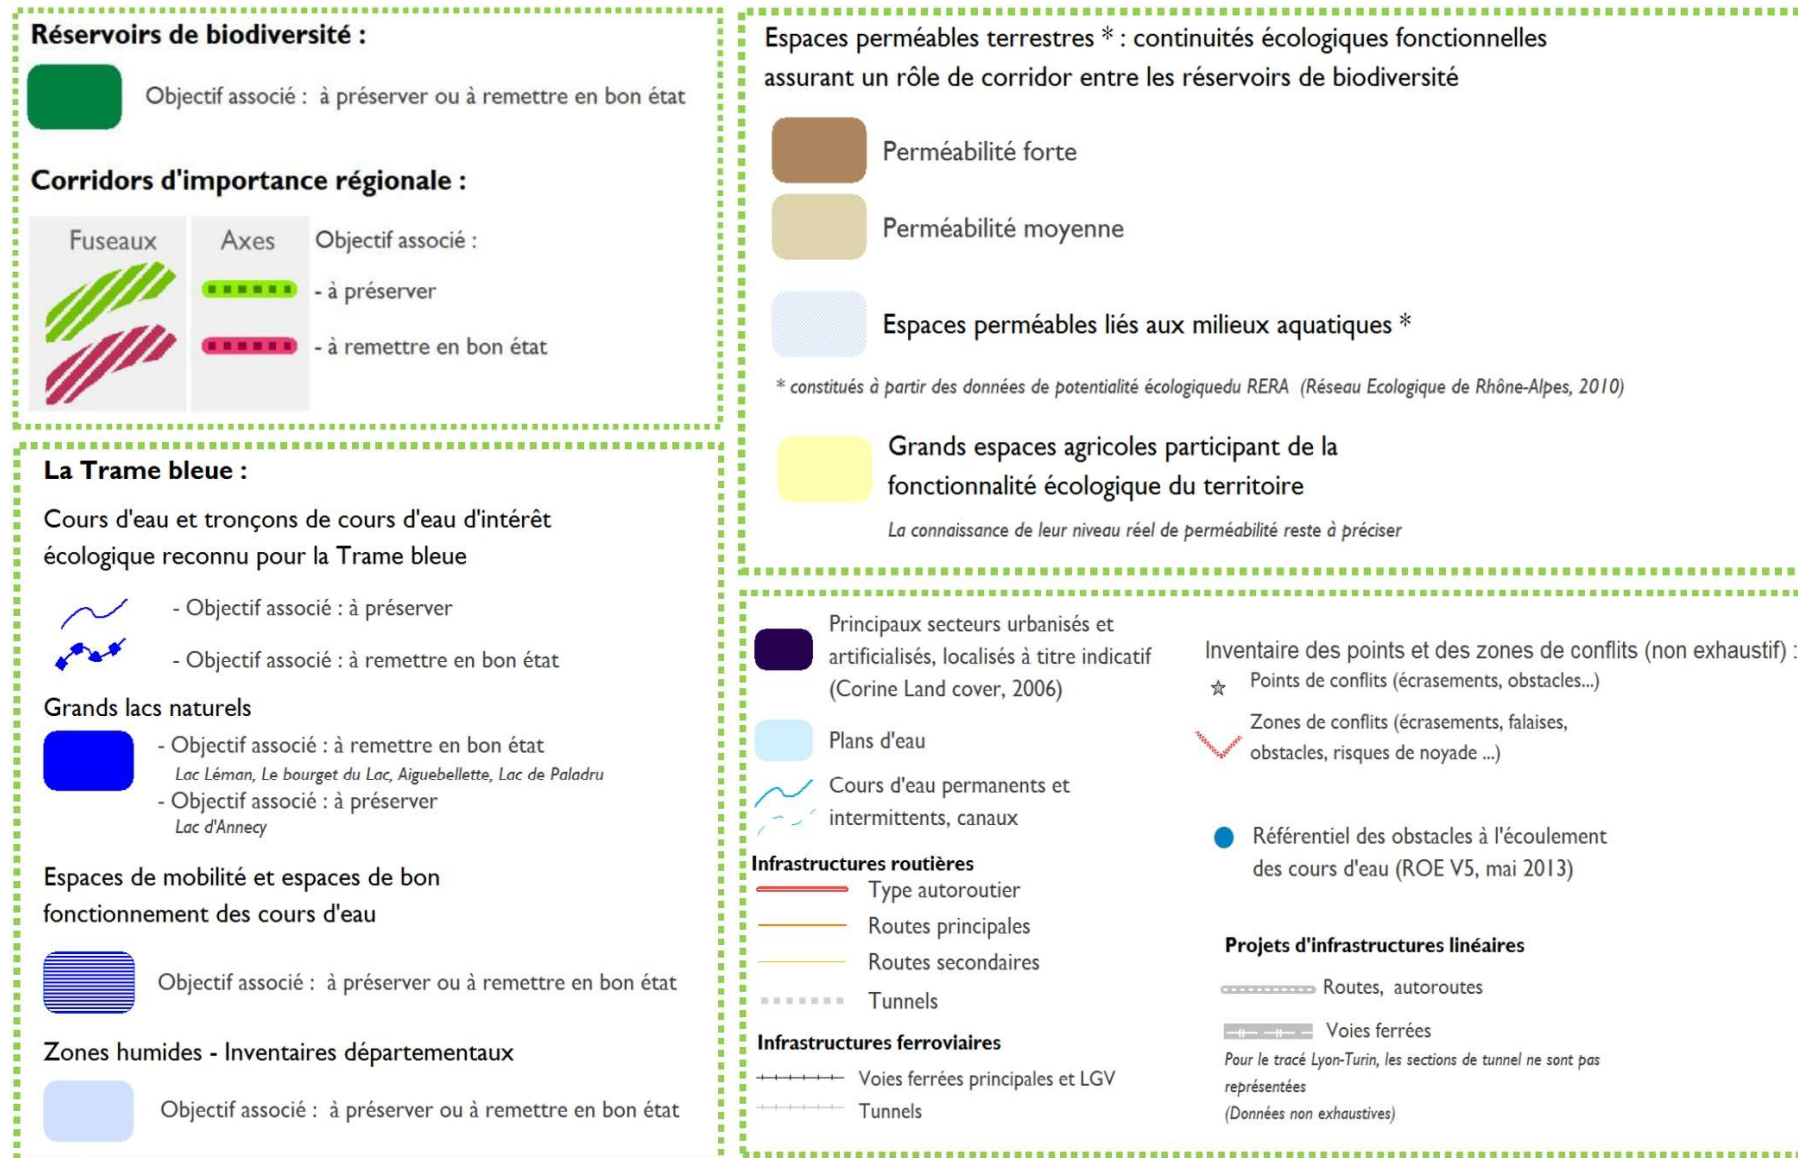 Réservoirs de biodiversité :
Objectif associé : à préserver ou à remettre en bon état
Corridors d'importance régionale :
Fuseaux
Axes
Objectif associé :
- à préserver
- à remettre en bon état
La Trame bleue :
Cours d'eau et tronçons de cours d'eau d'intérêt
écologique reconnu pour la Trame bleue
- Objectif associé : à préserver
- Objectif associé : à remettre en bon état
Grands lacs naturels
- Objectif associé : à remettre en bon état
Lac Léman, Le bourget du Lac, Aiguebellette, Lac de Paladru
- Objectif associé : à préserver
Lac d'Annecy
Espaces de mobilité et espaces de bon
fonctionnement des cours d'eau
Objectif associé : à préserver ou à remettre en bon état
Zones humides - Inventaires départementaux
Objectif associé : à préserver ou à remettre en bon état
Espaces perméables terrestres * : continuités écologiques fonctionnelles
assurant un rôle de corridor entre les réservoirs de biodiversité
Perméabilité forte
Perméabilité moyenne
Espaces perméables liés aux milieux aquatiques *
* constitués à partir des données de potentialité écologiquedu RERA (Réseau Ecologique de Rhône-Alpes, 2010)
Grands espaces agricoles participant de la
fonctionnalité écologique du territoire
La connaissance de leur niveau réel de perméabilité reste à préciser
Principaux secteurs urbanisés et
artificialisés, localisés à titre indicatif
(Corine Land cover, 2006)
Plans d'eau
Cours d'eau permanents et
intermittents, canaux
Infrastructures routières
Type autoroutier
Routes principales
Routes secondaires
Tunnels
Infrastructures ferroviaires
Voies ferrées principales et LGV
Tunnels
Inventaire des points et des zones de conflits (non exhaustif) :
Points de conflits (écrasements, obstacles...)
Zones de conflits (écrasements, falaises,
obstacles, risques de noyade ...)
Référentiel des obstacles à l'écoulement
des cours d'eau (ROE V5, mai 2013)
Projets d'infrastructures linéaires
Routes, autoroutes
Voies ferrées
Pour le tracé Lyon-Turin, les sections de tunnel ne sont pas
représentées
(Données non exhaustives)